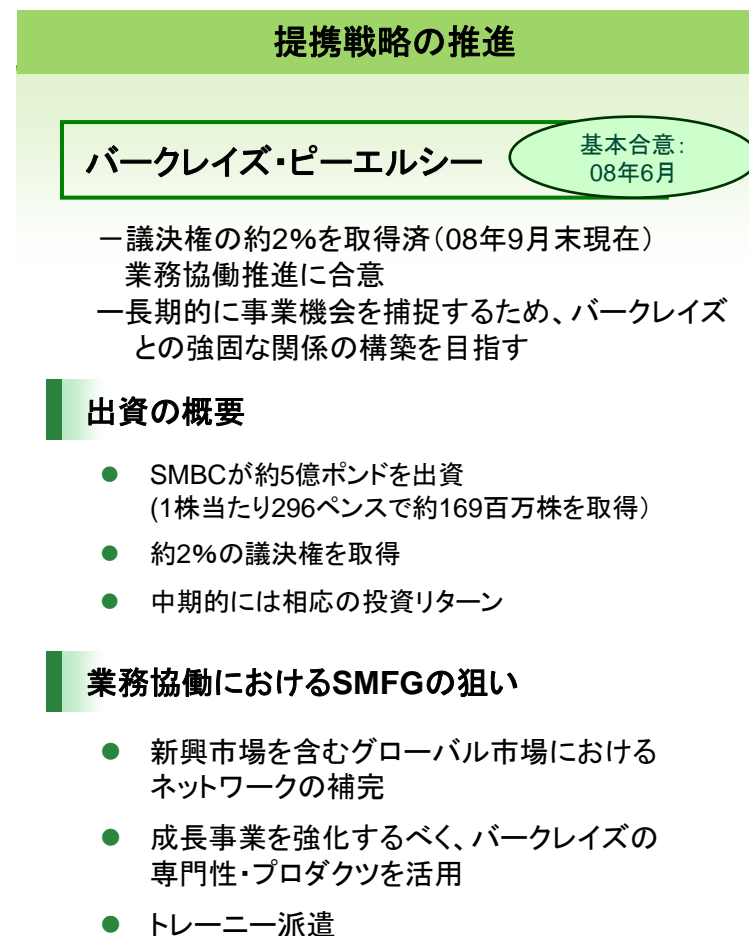 提携戦略の推進
バークレイズ・ピーエルシー
基本合意:
08年6月
－議決権の約2％を取得済（08年9月末現在）
業務協働推進に合意
ー長期的に事業機会を捕捉するため、バークレイズ
との強固な関係の構築を目指す
出資の概要
● SMBCが約5億ポンドを出資
(1株当たり296ペンスで約169百万株を取得）
● 約2％の議決権を取得
● 中期的には相応の投資リターン
業務協働におけるSMFGの狙い
● 新興市場を含むグローバル市場における
ネットワークの補完
● 成長事業を強化するべく、バークレイズの
専門性・プロダクツを活用
● トレーニー派遣